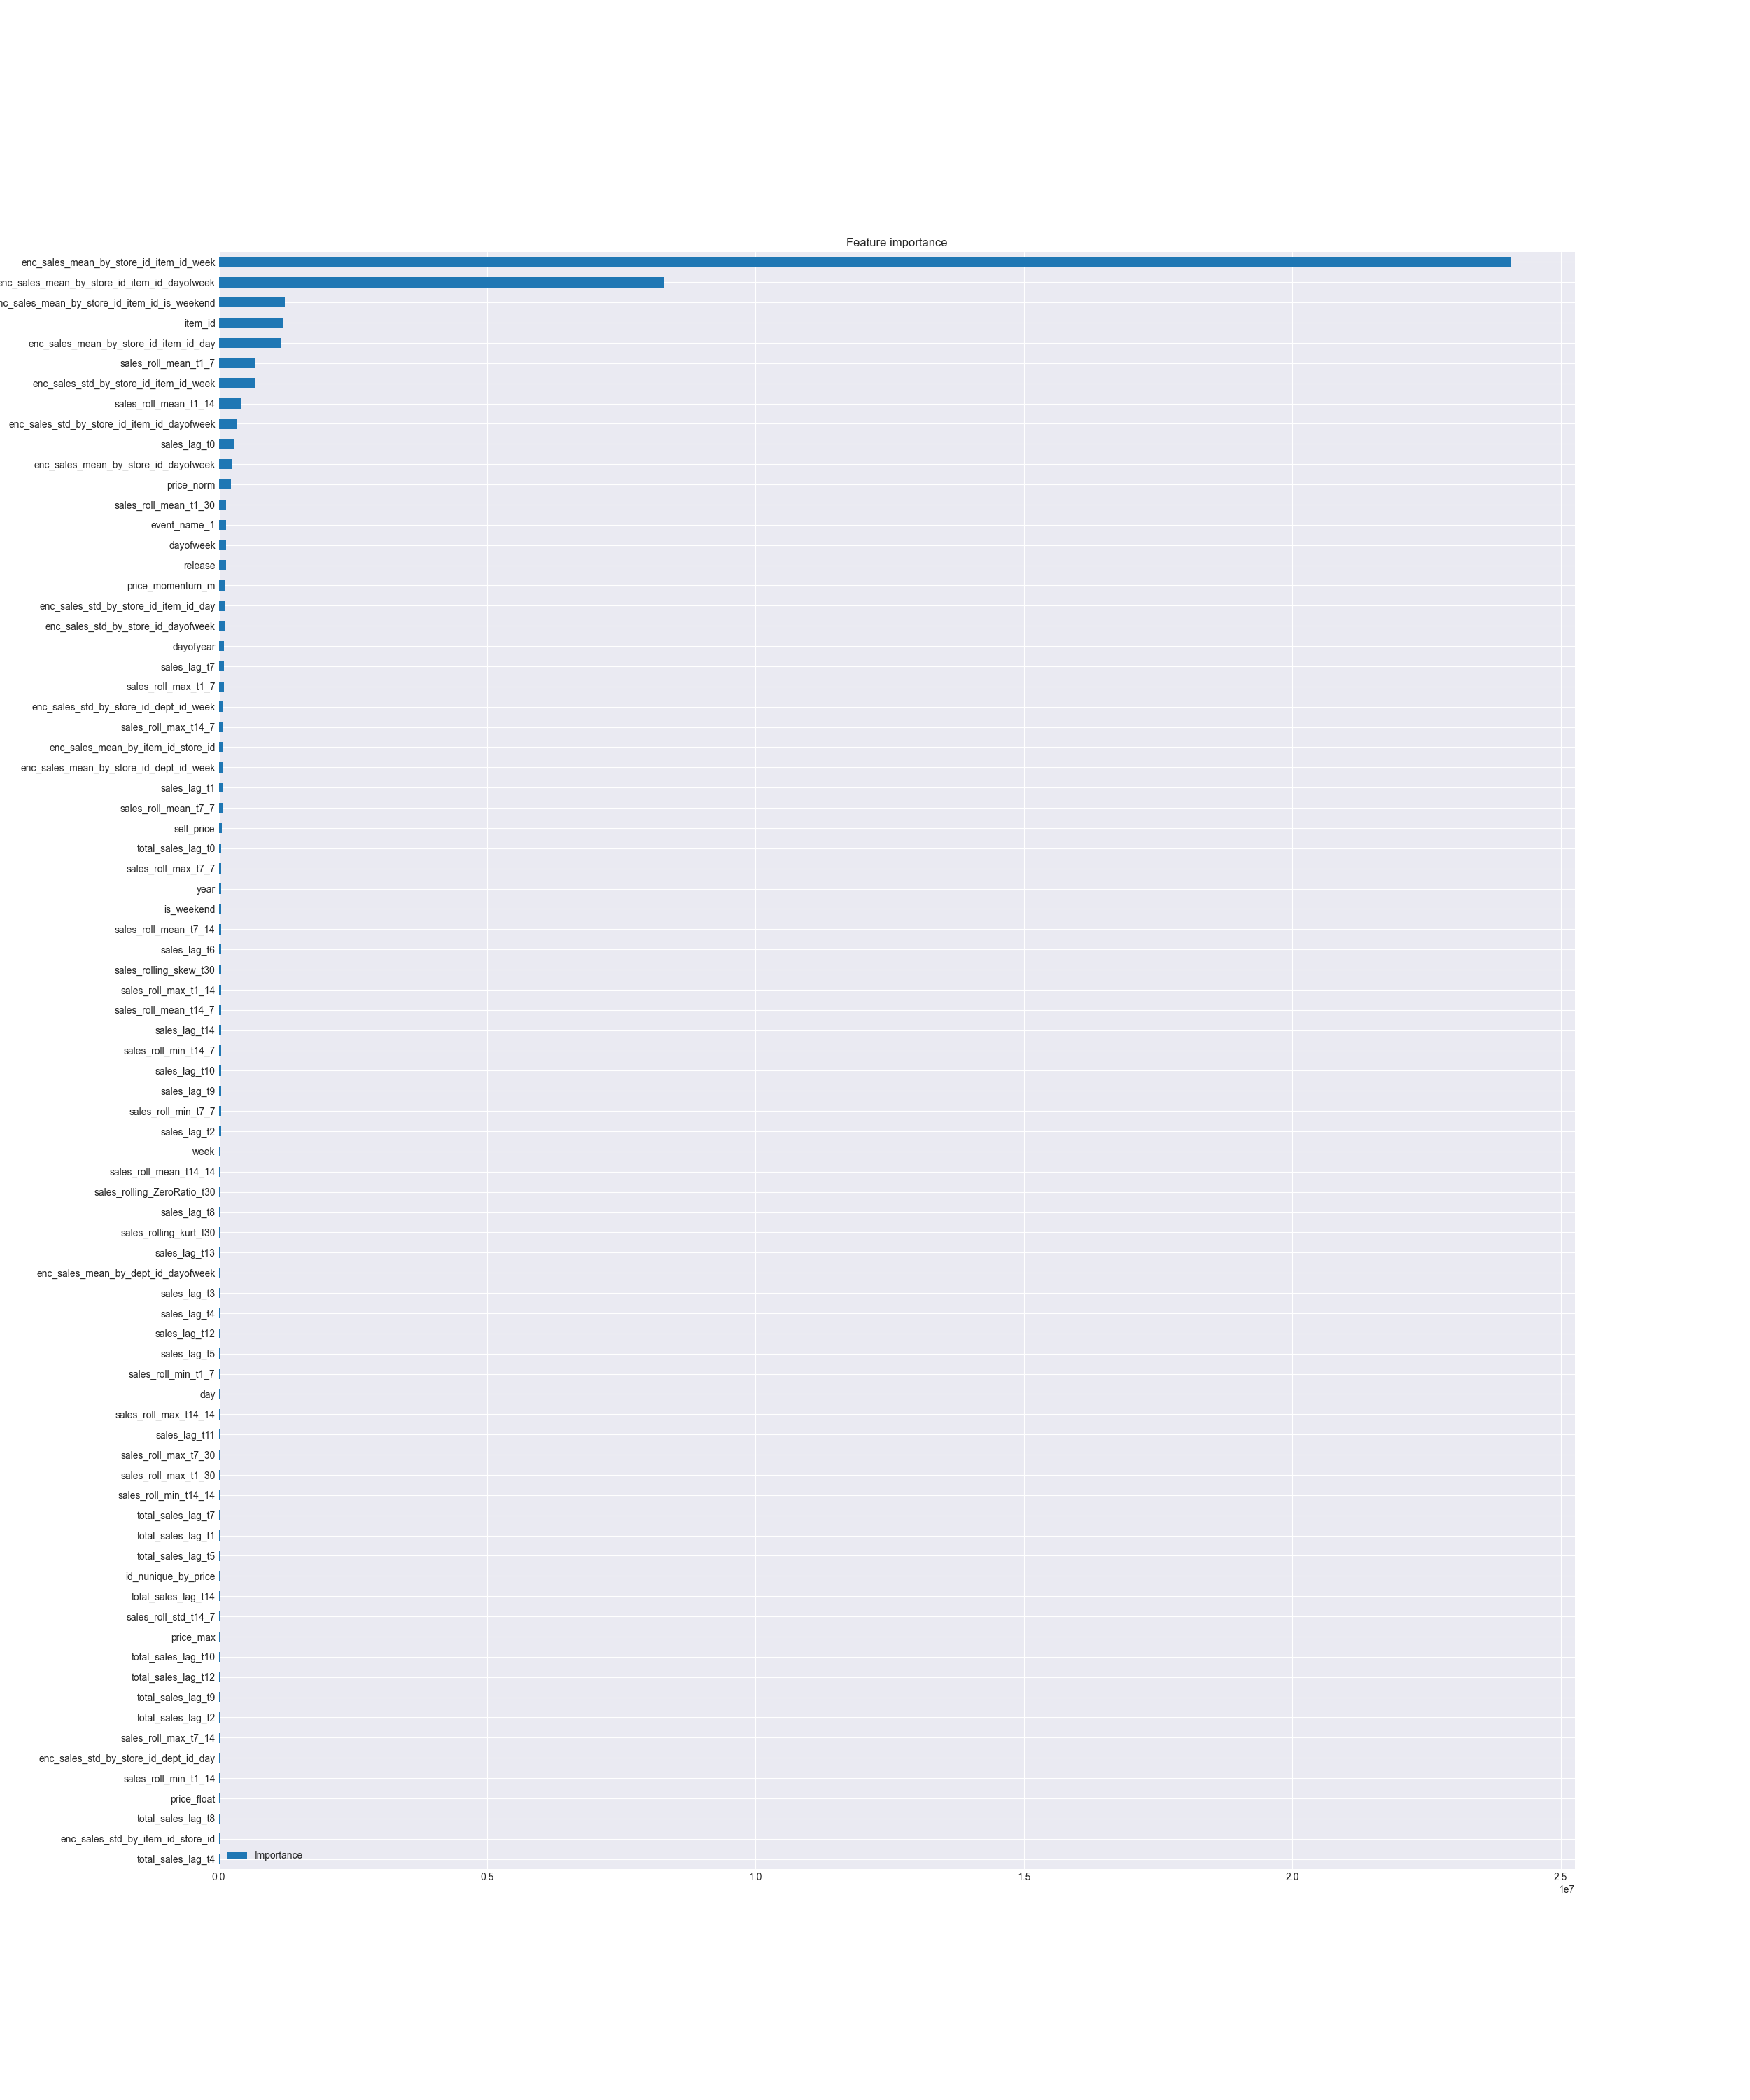 Feature importance
enc_sales_mean_by_store_id_item_id_week
enc_sales_mean_by_store_id_item_id_dayofweek
nc_sales_mean_by_store_id_item_id_is_weekend
item_id
enc_sales_mean_by_store_id_item_id_day
sales_roll_mean_t1_7
enc_sales_std_by_store_id_item_id_week
sales_roll_mean_t1_14
enc_sales_std_by_store_id_item_id_dayofweek
sales_lag_t0
enc_sales_mean_by_store_id_dayofweek
price_norm
sales_roll_mean_t1_30
event_name_1
dayofweek
release
price_momentum_m
enc_sales_std_by_store_id_item_id_day
enc_sales_std_by_store_id_dayofweek
dayofyear
sales_lag_t7
sales_roll_max_t1_7
enc_sales_std_by_store_id_dept_id_week
sales_roll_max_t14_7
enc_sales_mean_by_item_id_store_id
enc_sales_mean_by_store_id_dept_id_week
sales_lag_t1
sales_roll_mean_t7_7
sell_price
total_sales_lag_t0
sales_roll_max_t7_7
year
is_weekend
sales_roll_mean_t7_14
sales_lag_t6
sales_rolling_skew_t30
sales_roll_max_t1_14
sales_roll_mean_t14_7
sales_lag_t14
sales_roll_min_t14_7
sales_lag_t10
sales_lag_t9
sales_roll_min_t7_7
sales_lag_t2
week
sales_roll_mean_t14_14
sales_rolling_ZeroRatio_t30
sales_lag_t8
sales_rolling_kurt_t30
sales_lag_t13
enc_sales_mean_by_dept_id_dayofweek
sales_lag_t3
sales_lag_t4
sales_lag_t12
sales_lag_t5
sales_roll_min_t1_7
day
sales_roll_max_t14_14
sales_lag_t11
sales_roll_max_t7_30
sales_roll_max_t1_30
sales_roll_min_t14_14
total_sales_lag_t7
total_sales_lag_t1
total_sales_lag_t5
id_nunique_by_price
total_sales_lag_t14
sales_roll_std_t14_7
price_max
total_sales_lag_t10
total_sales_lag_t12
total_sales_lag_t9
total_sales_lag_t2
sales_roll_max_t7_14
enc_sales_std_by_store_id_dept_id_day
sales_roll_min_t1_14
price_float
total_sales_lag_t8
enc_sales_std_by_item_id_store_id
total_sales_lag_t4
Importance
0.0 0.5 1.0 1.5 2.0 2.5
1e7